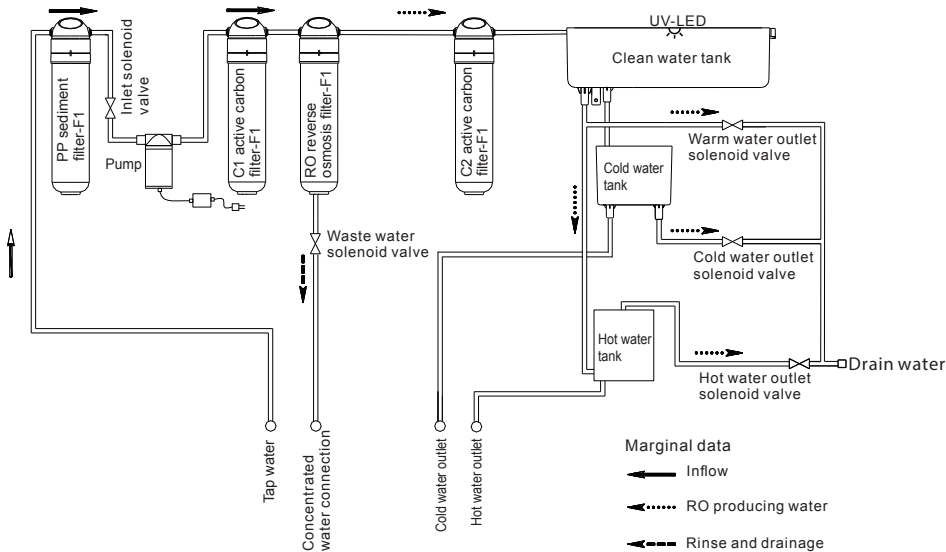 UV-LED
Clean water tank
PP sediment
filter-F1
Inlet solenoid
valve
Pump
C1 active carbon
filter-F1
RO reverse
osmosis filter-F1
C2 active carbon
filter-F1
Warm water outlet
solenoid valve
Cold water
tank
Waste water
solenoid valve
Cold water outlet
solenoid valve
Hot water
tank
Drain water
Hot water outlet
solenoid valve
Tap water
Concentrated
water connection
Cold water outlet
Hot water outlet
Marginal data
Inflow
RO producing water
Rinse and drainage